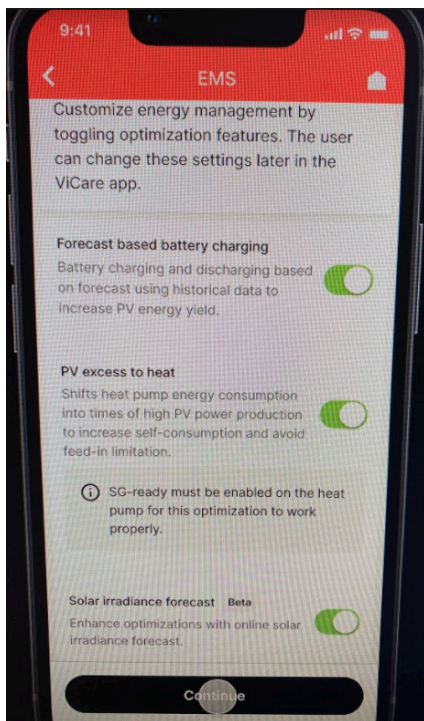 9:41
EMS
Customize energy management by
toggling optimization features. The user
can change these settings later in the
ViCare app.
Forecast based battery charging
Battery charging and discharging based
on forecast using historical data to
increase PV energy yield.
PV excess to heat
Shifts heat pump energy consumption
into times of high PV power production
to increase self-consumption and avoid
feed-in limitation.
SG-ready must be enabled on the heat
pump for this optimization to work
properly.
Solar irradiance forecast Beta
Enhance optimizations with online solar
irradiance forecast.
Continue